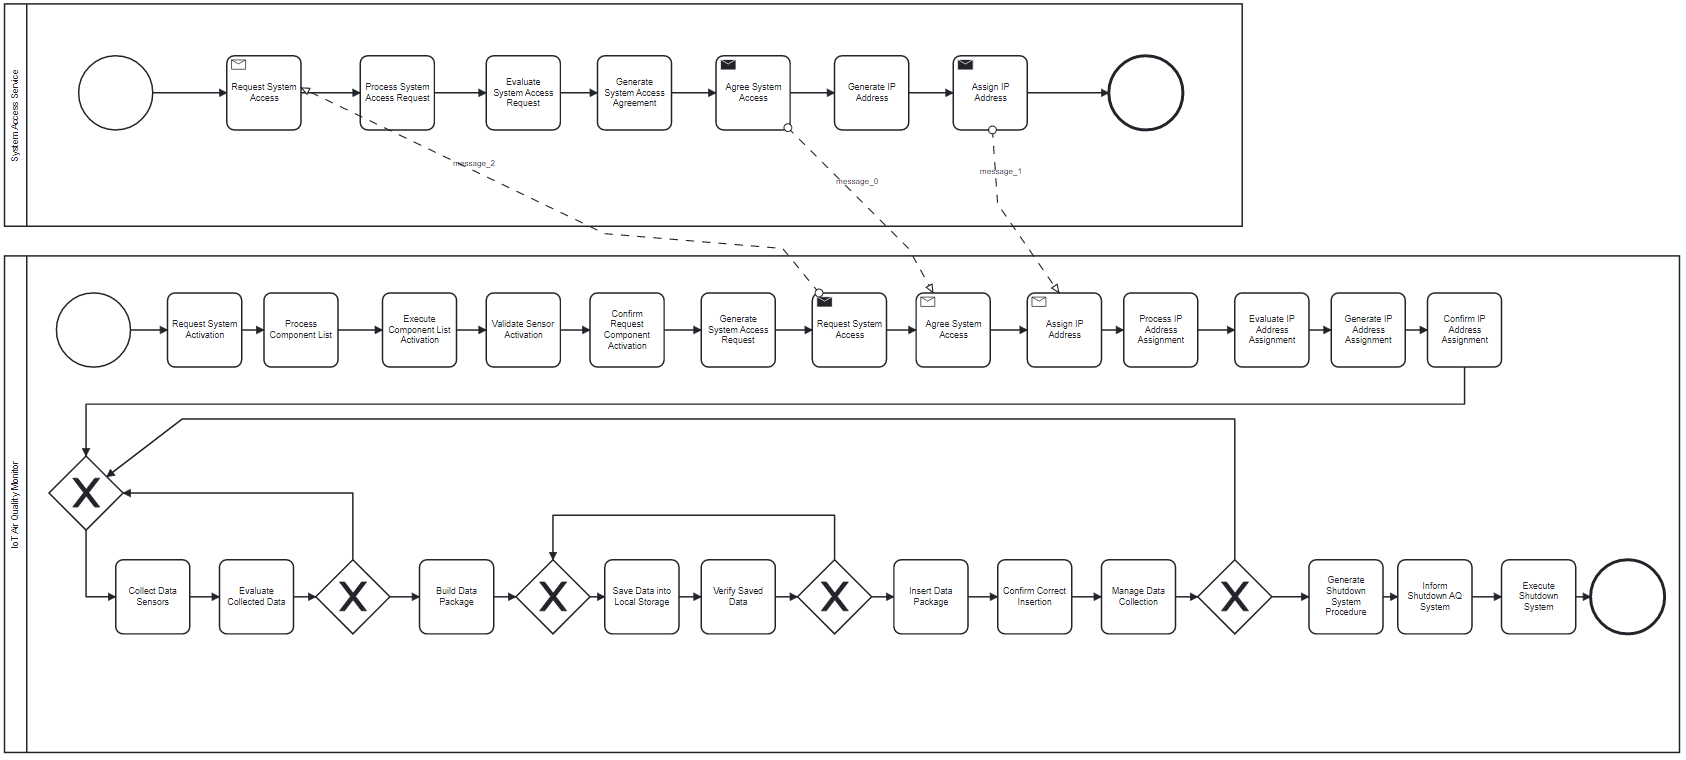 System Access Service
Request System
Access
Process System
Access Request
Evaluate
System Access
Request
Generate
System Access
Agreement
Agree System
Access
Generate IP
Address
Assign IP
Address
message_2
message_0
message_1
IoT Air Quality Monitor
Request System
Activation
Process
Component List
Execute
Component List
Activation
Validate Sensor
Activation
Confirm
Request
Component
Activation
Generate
System Access
Request
Request System
Access
Agree System
Access
Assign IP
Address
Process IP
Address
Assignment
Evaluate IP
Address
Assignment
Generate IP
Address
Assignment
Confirm IP
Address
Assignment
Collect Data
Sensors
Evaluate
Collected Data
Build Data
Package
Save Data into
Local Storage
Verify Saved
Data
Insert Data
Package
Confirm Correct
Insertion
Manage Data
Collection
Generate
Shutdown
System
Procedure
Inform
Shutdown AQ
System
Execute
Shutdown
System